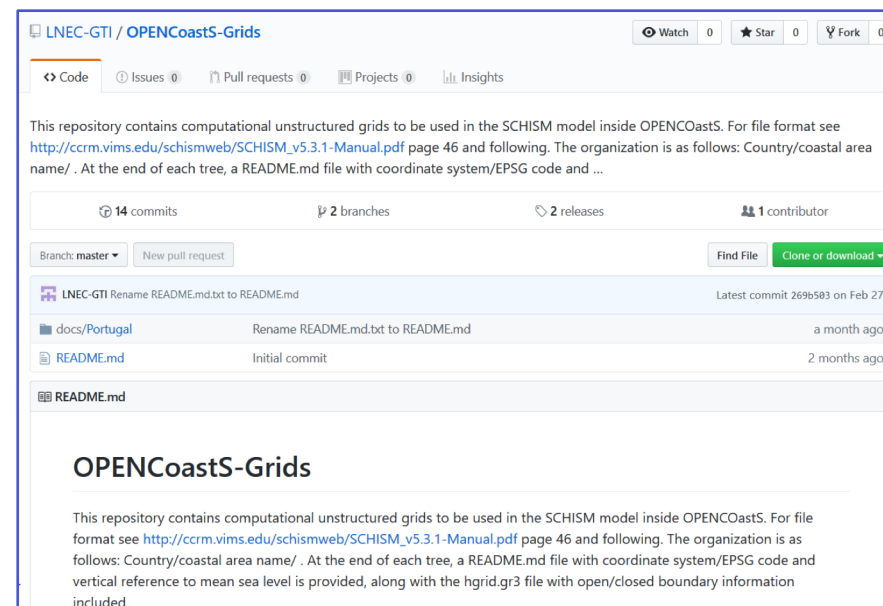 LNEC-GTI / OPENCoastS-Grids
Watch 0 Star 0 Fork 0
Code Issues 0 Pull requests 0 Projects 0 Insights
This repository contains computational unstructured grids to be used in the SCHISM model inside OPENCOastS. For file format see
http://ccrm.vims.edu/schismweb/SCHISM_v5.3.1-Manual.pdf page 46 and following. The organization is as follows: Country/coastal area
name/ . At the end of each tree, a README.md file with coordinate system/EPSG code and ...
14 commits 2 branches 2 releases 1 contributor
Branch: master New pull request Find File Clone or download
LNEC-GTI Rename README.md.txt to README.md Latest commit 269b503 on Feb 27
docs/Portugal Rename README.md.txt to README.md a month ago
README.md Initial commit 2 months ago
README.md
OPENCoastS-Grids
This repository contains computational unstructured grids to be used in the SCHISM model inside OPENCOastS. For file
format see http://ccrm.vims.edu/schismweb/SCHISM_v5.3.1-Manual.pdf page 46 and following. The organization is as
follows: Country/coastal area name/ . At the end of each tree, a README.md file with coordinate system/EPSG code and
vertical reference to mean sea level is provided, along with the hgrid.gr3 file with open/closed boundary information
included